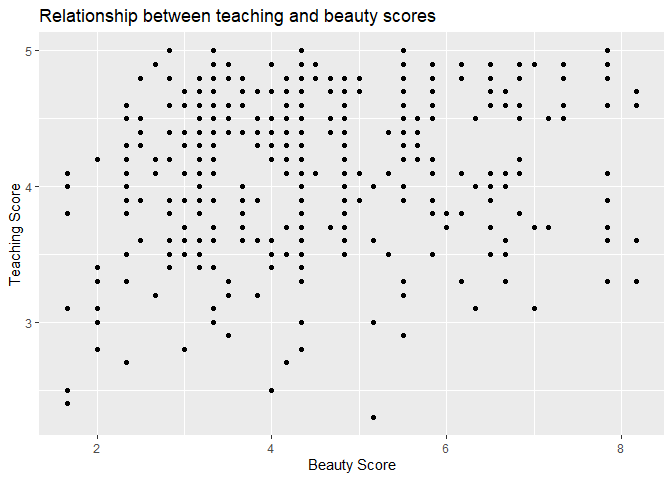 Relationship between teaching and beauty scores
5
4
3
Teaching Score
2 4 6 8
Beauty Score